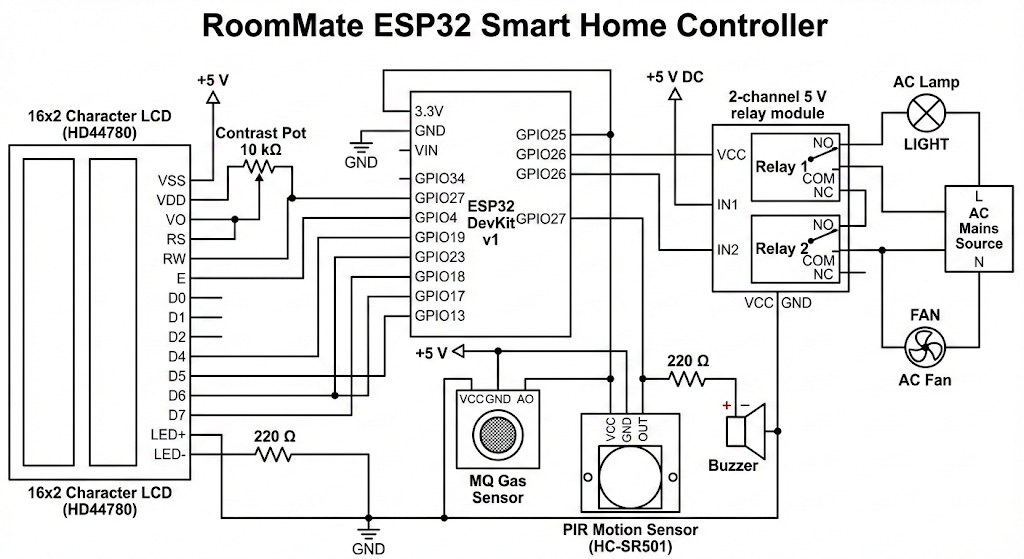 RoomMate ESP32 Smart Home Controller
+5 V
16x2 Character LCD
(HD44780)
Contrast Pot
10 kΩ
VSS
VDD
VO
RS
RW
E
D0
D1
D2
D4
D5
D6
D7
LED+
LED-
16x2 Character LCD
(HD44780)
220 Ω
GND
GND
3.3V
GND
VIN
GPIO34
GPIO27
GPIO4
GPIO19
GPIO23
GPIO18
GPIO17
GPIO13
ESP32
DevKit
v1
GPIO25
GPIO26
GPIO26
GPIO27
+5 V
VCC GND AO
MQ Gas
Sensor
VCC
GND
OUT
PIR Motion Sensor
(HC-SR501)
220 Ω
+ −
Buzzer
+5 V DC
2-channel 5 V
relay module
VCC
IN1
IN2
Relay 1
NO
COM
NC
Relay 2
NO
COM
NC
VCC GND
AC Lamp
LIGHT
L
AC
Mains
Source
N
FAN
AC Fan